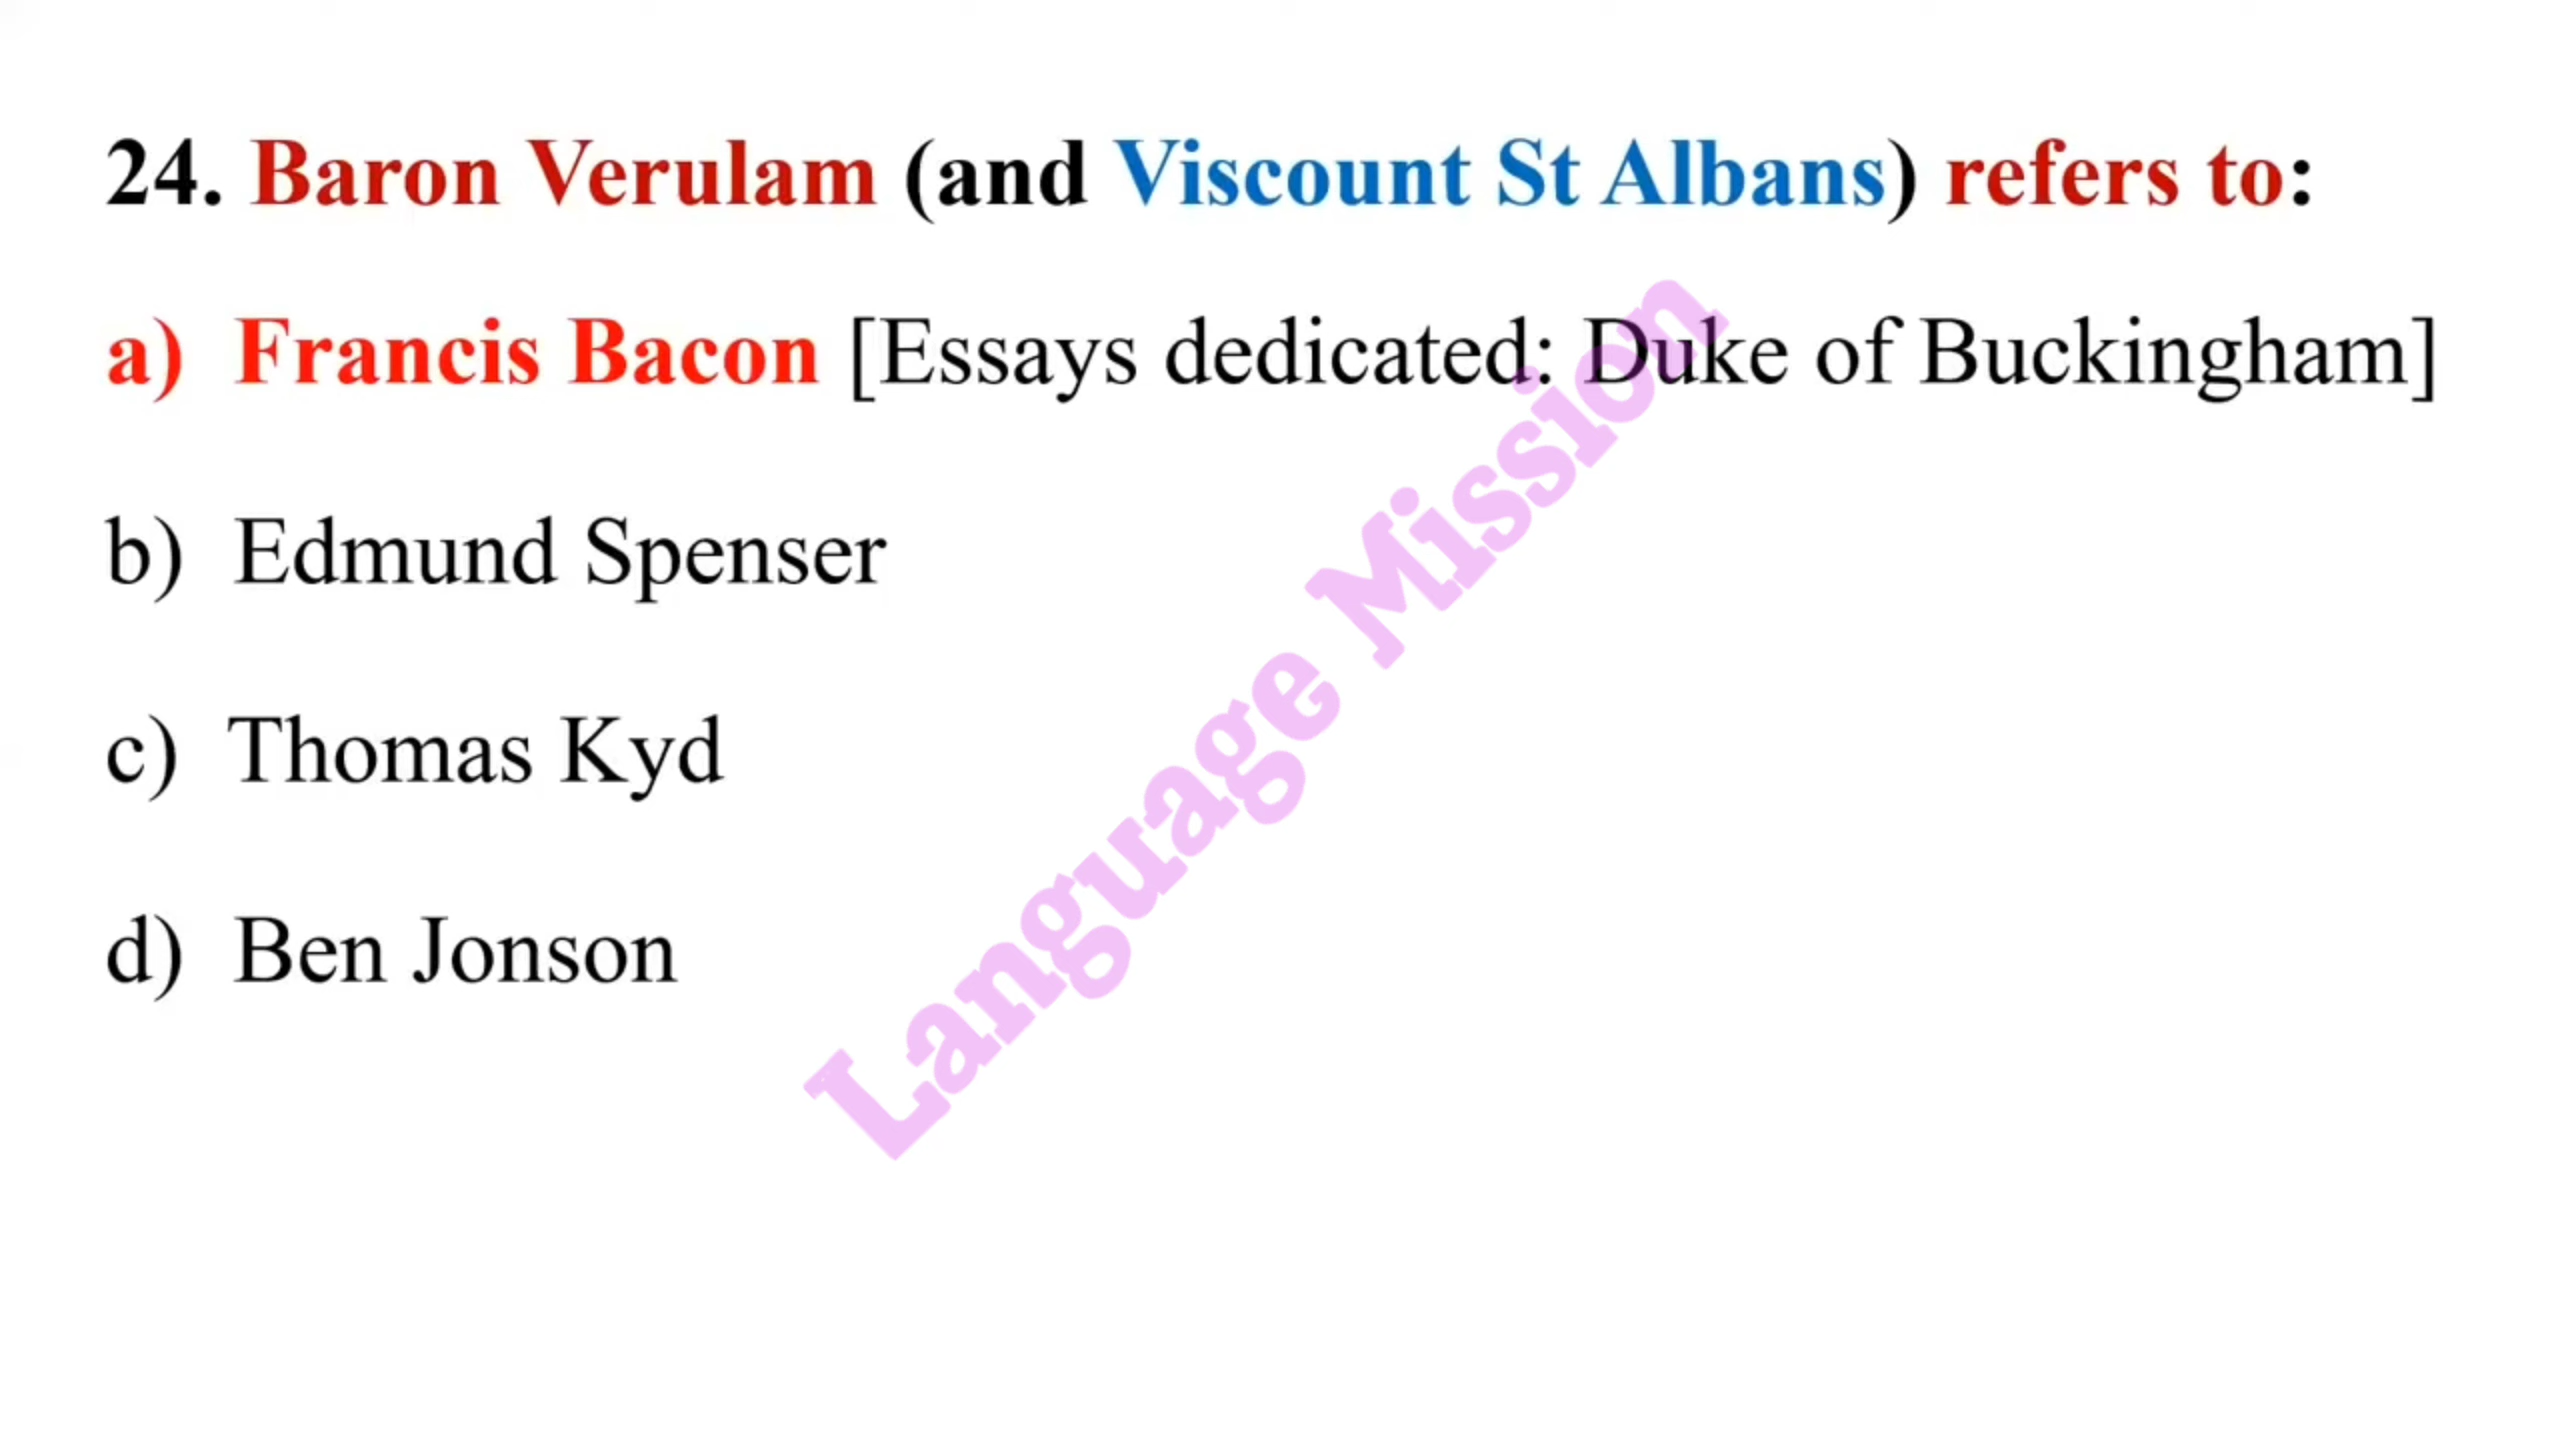 24. Baron Verulam (and Viscount St Albans) refers to:
a) Francis Bacon [Essays dedicated: Duke of Buckingham]
b) Edmund Spenser
c) Thomas Kyd
d) Ben Jonson
Language Mission